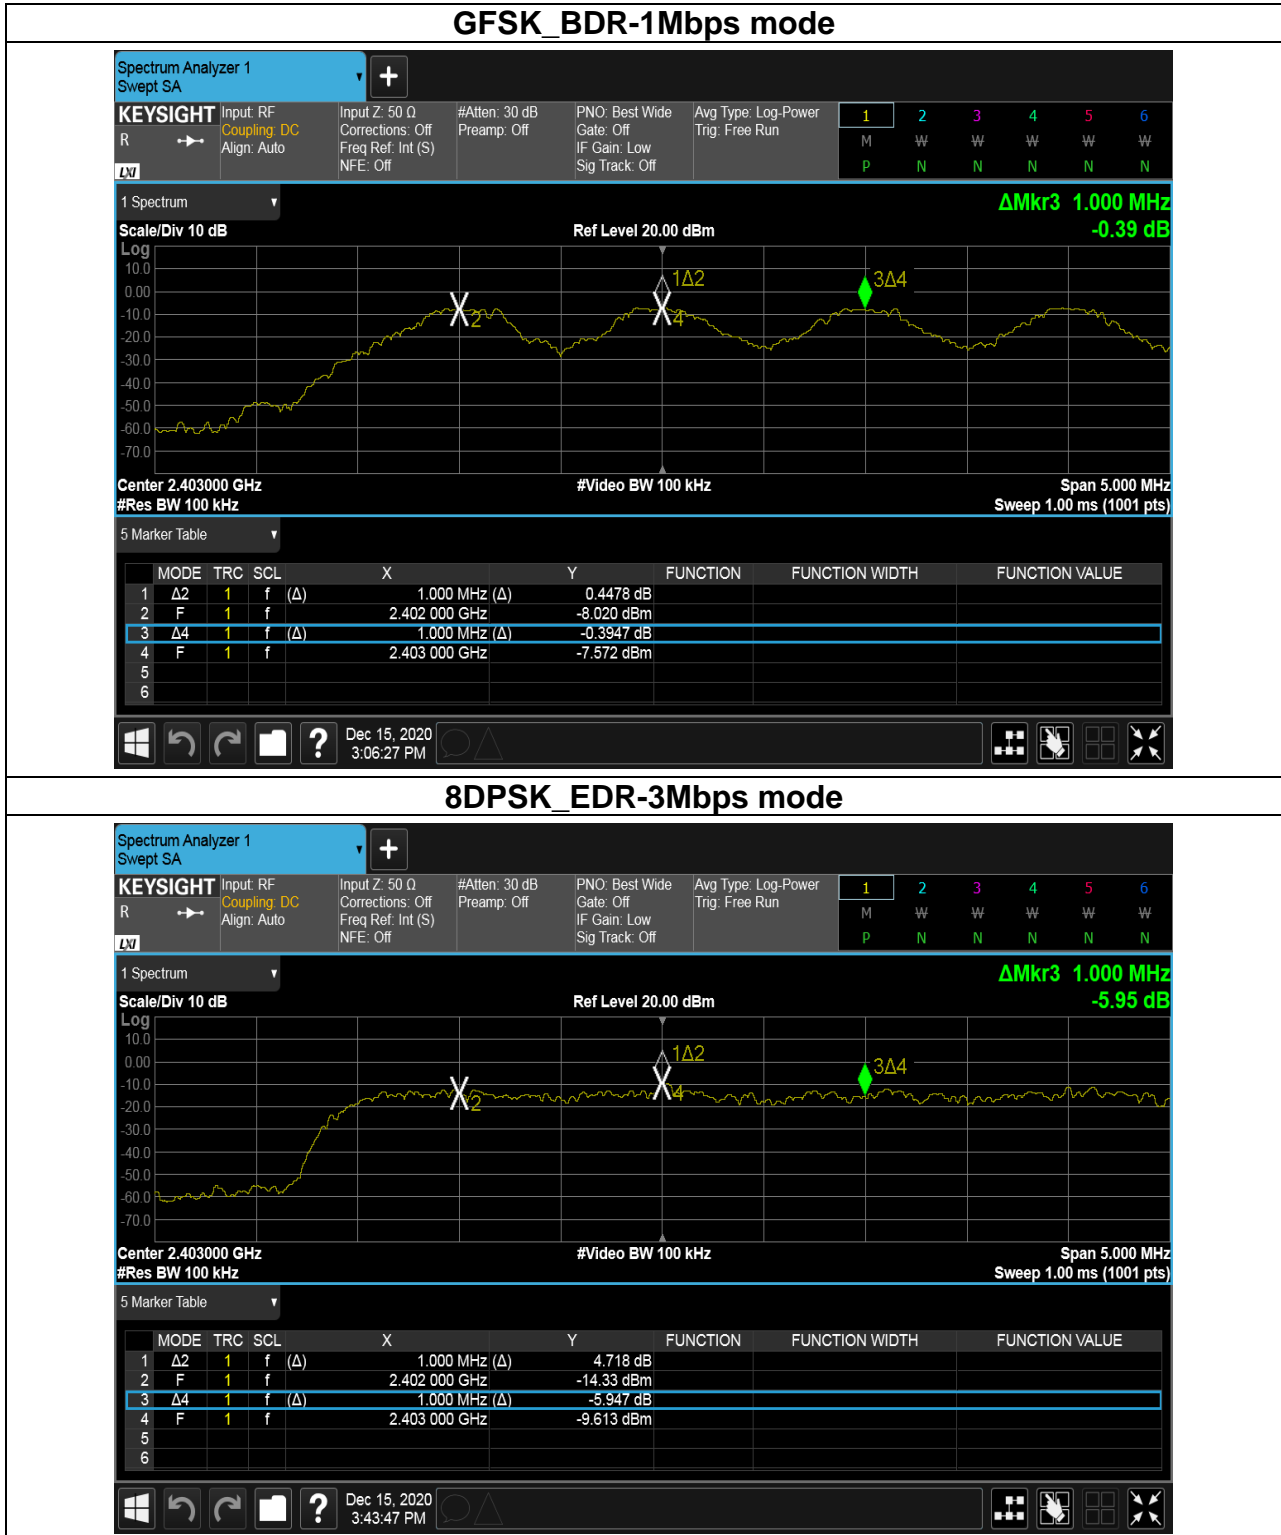 GFSK_BDR-1Mbps mode
Spectrum Analyzer 1
Swept SA
+
KEYSIGHT
R
LXI
Input: RF
Coupling: DC
Align: Auto
Input Z: 50 Ω
Corrections: Off
Freq Ref: Int (S)
NFE: Off
#Atten: 30 dB
Preamp: Off
PNO: Best Wide
Gate: Off
IF Gain: Low
Sig Track: Off
Avg Type: Log-Power
Trig: Free Run
1 2 3 4 5 6
M W W W W W
P N N N N N
1 Spectrum
ΔMkr3 1.000 MHz
-0.39 dB
Scale/Div 10 dB
Ref Level 20.00 dBm
Log
10.0
0.00
-10.0
-20.0
-30.0
-40.0
-50.0
-60.0
-70.0
2
1Δ2
4
3Δ4
Center 2.403000 GHz
#Video BW 100 kHz
Span 5.000 MHz
#Res BW 100 kHz
Sweep 1.00 ms (1001 pts)
5 Marker Table
MODE TRC SCL X Y FUNCTION FUNCTION WIDTH FUNCTION VALUE
1 Δ2 1 f (Δ) 1.000 MHz (Δ) 0.4478 dB
2 F 1 f 2.402 000 GHz -8.020 dBm
3 Δ4 1 f (Δ) 1.000 MHz (Δ) -0.3947 dB
4 F 1 f 2.403 000 GHz -7.572 dBm
5
6
?
Dec 15, 2020
3:06:27 PM
8DPSK_EDR-3Mbps mode
Spectrum Analyzer 1
Swept SA
+
KEYSIGHT
R
LXI
Input: RF
Coupling: DC
Align: Auto
Input Z: 50 Ω
Corrections: Off
Freq Ref: Int (S)
NFE: Off
#Atten: 30 dB
Preamp: Off
PNO: Best Wide
Gate: Off
IF Gain: Low
Sig Track: Off
Avg Type: Log-Power
Trig: Free Run
1 2 3 4 5 6
M W W W W W
P N N N N N
1 Spectrum
ΔMkr3 1.000 MHz
-5.95 dB
Scale/Div 10 dB
Ref Level 20.00 dBm
Log
10.0
0.00
-10.0
-20.0
-30.0
-40.0
-50.0
-60.0
-70.0
2
1Δ2
4
3Δ4
Center 2.403000 GHz
#Video BW 100 kHz
Span 5.000 MHz
#Res BW 100 kHz
Sweep 1.00 ms (1001 pts)
5 Marker Table
MODE TRC SCL X Y FUNCTION FUNCTION WIDTH FUNCTION VALUE
1 Δ2 1 f (Δ) 1.000 MHz (Δ) 4.718 dB
2 F 1 f 2.402 000 GHz -14.33 dBm
3 Δ4 1 f (Δ) 1.000 MHz (Δ) -5.947 dB
4 F 1 f 2.403 000 GHz -9.613 dBm
5
6
?
Dec 15, 2020
3:43:47 PM